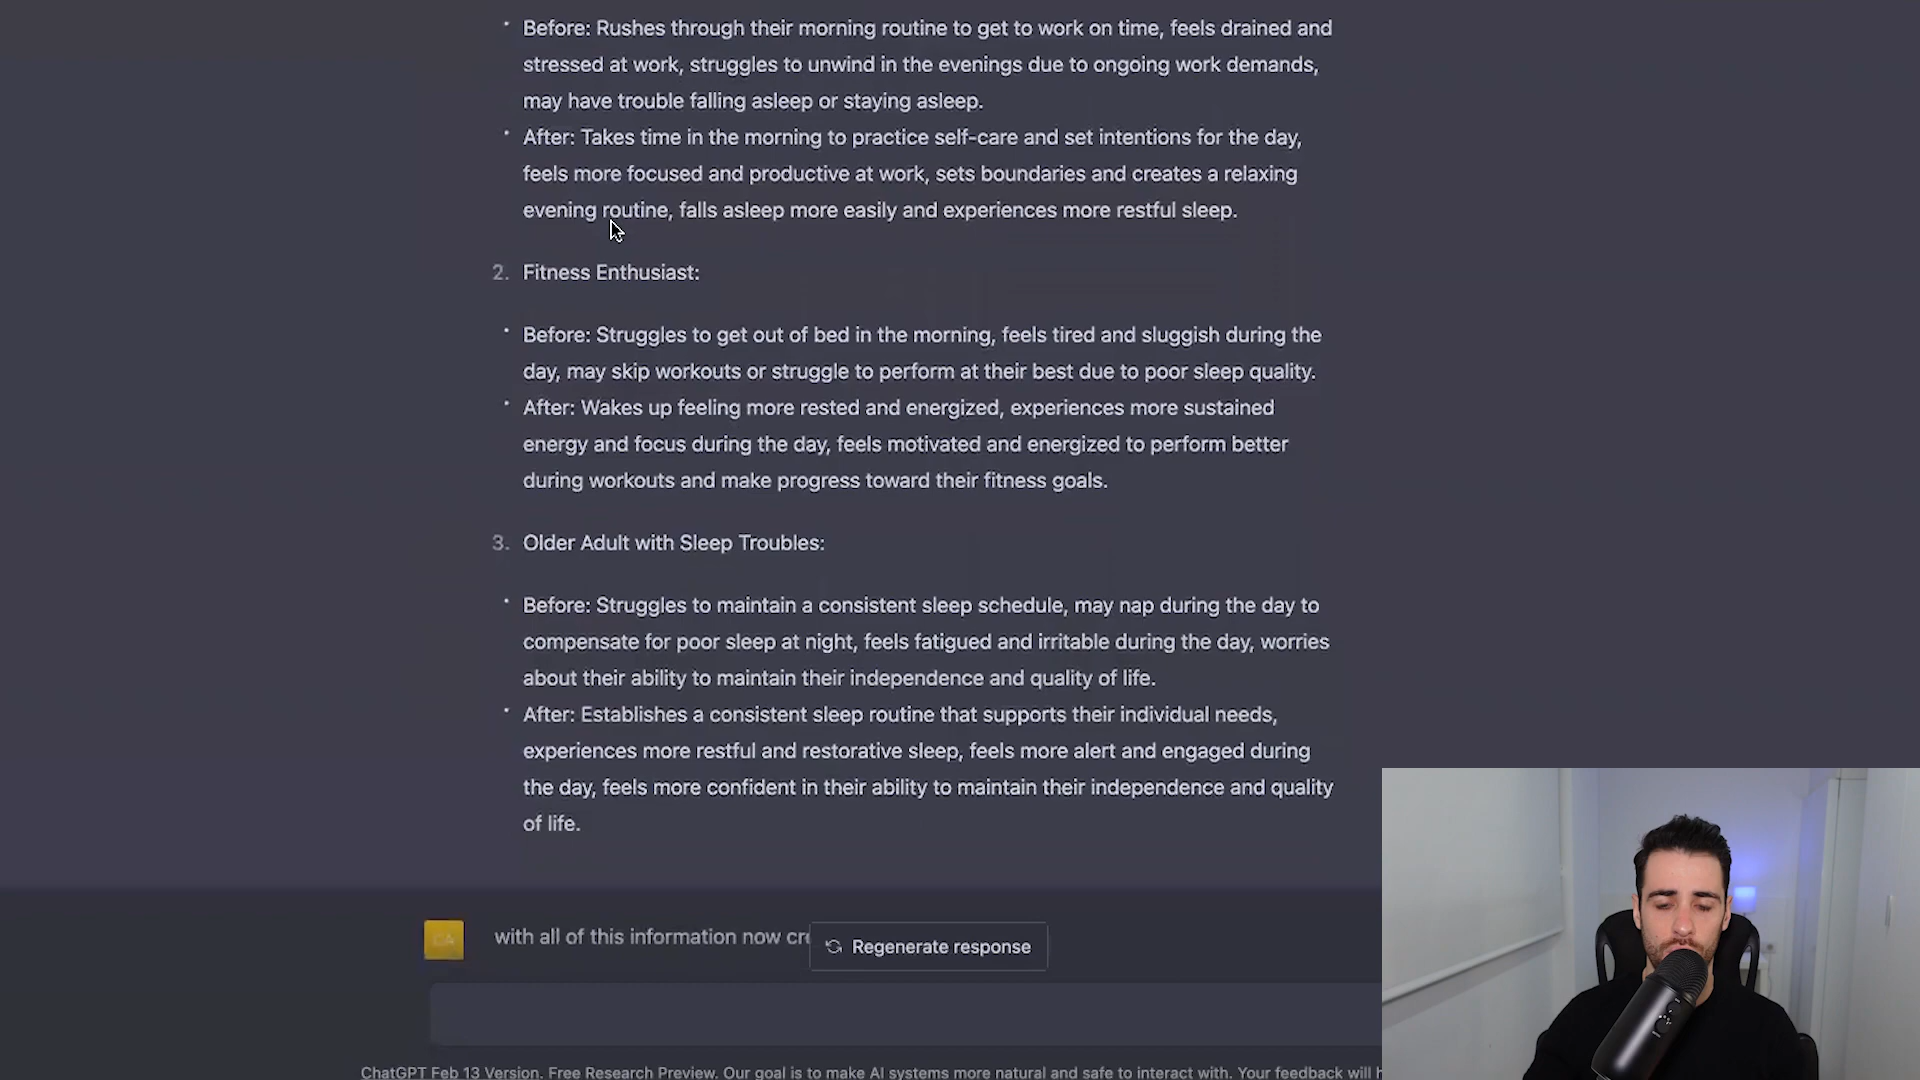 Before: Rushes through their morning routine to get to work on time, feels drained and
stressed at work, struggles to unwind in the evenings due to ongoing work demands,
may have trouble falling asleep or staying asleep.
After: Takes time in the morning to practice self-care and set intentions for the day,
feels more focused and productive at work, sets boundaries and creates a relaxing
evening routine, falls asleep more easily and experiences more restful sleep.
2. Fitness Enthusiast:
Before: Struggles to get out of bed in the morning, feels tired and sluggish during the
day, may skip workouts or struggle to perform at their best due to poor sleep quality.
After: Wakes up feeling more rested and energized, experiences more sustained
energy and focus during the day, feels motivated and energized to perform better
during workouts and make progress toward their fitness goals.
3. Older Adult with Sleep Troubles:
Before: Struggles to maintain a consistent sleep schedule, may nap during the day to
compensate for poor sleep at night, feels fatigued and irritable during the day, worries
about their ability to maintain their independence and quality of life.
After: Establishes a consistent sleep routine that supports their individual needs,
experiences more restful and restorative sleep, feels more alert and engaged during
the day, feels more confident in their ability to maintain their independence and quality
of life.
CA
with all of this information now cre
Regenerate response
ChatGPT Feb 13 Version. Free Research Preview. Our goal is to make AI systems more natural and safe to interact with. Your feedback will h